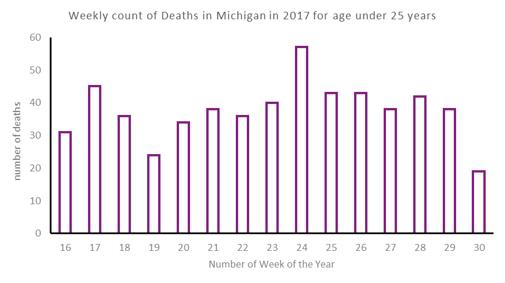 Weekly count of Deaths in Michigan in 2017 for age under 25 years
60
50
40
30
20
10
0
number of deaths
16 17 18 19 20 21 22 23 24 25 26 27 28 29 30
Number of Week of the Year